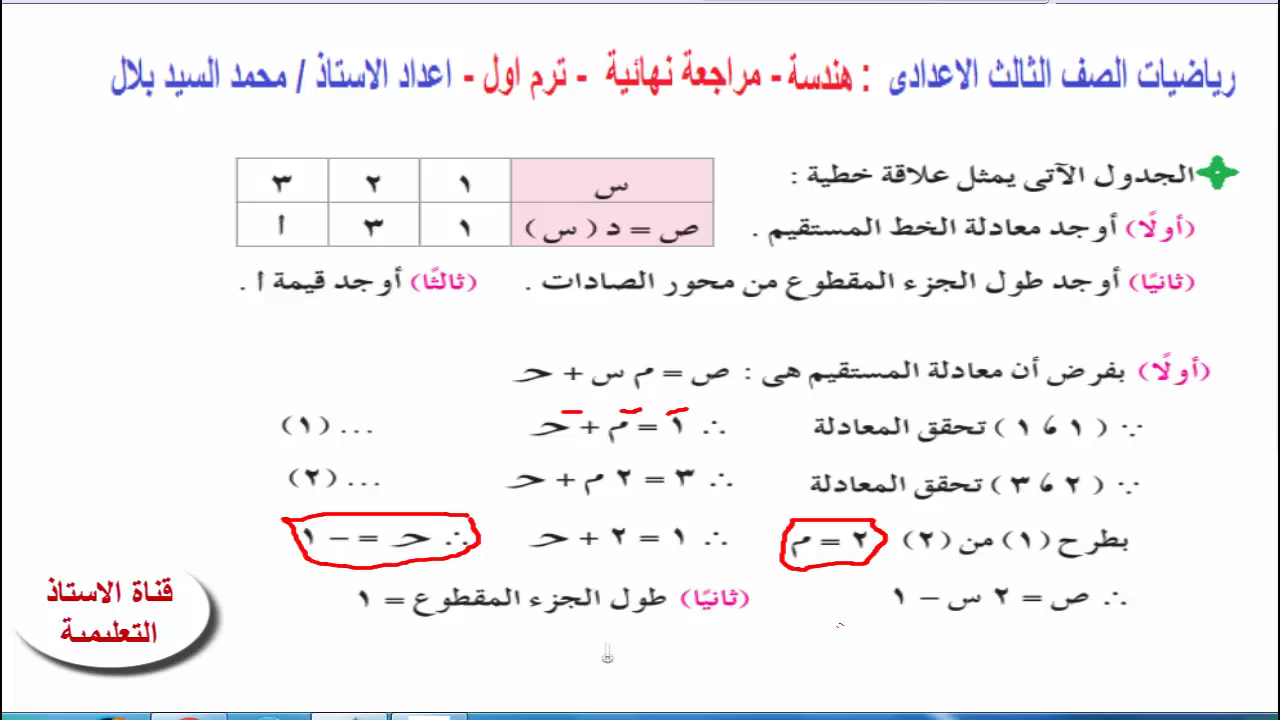 رياضيات الصف الثالث الاعدادى : هندسة - مراجعة نهائية - ترم اول - اعداد الاستاذ / محمد السيد بلال
الجدول الآتى يمثل علاقة خطية :
س ١ ٢ ٣
ص = د ( س ) ١ ٣ أ
(أولًا) أوجد معادلة الخط المستقيم .
(ثانيًا) أوجد طول الجزء المقطوع من محور الصادات . (ثالثًا) أوجد قيمة أ .
(أولًا) بفرض أن معادلة المستقيم هى : ص = م س + حـ
∵ ( ١ ، ١ ) تحقق المعادلة ∴ ١ = م + حـ ... (١)
∵ ( ٢ ، ٣ ) تحقق المعادلة ∴ ٣ = ٢ م + حـ ... (٢)
بطرح (١) من (٢) ٢ = م ∴ ١ = ٢ + حـ ∴ حـ = – ١
∴ ص = ٢ س – ١ (ثانيًا) طول الجزء المقطوع = ١
قناة الاستاذ
التعليمية